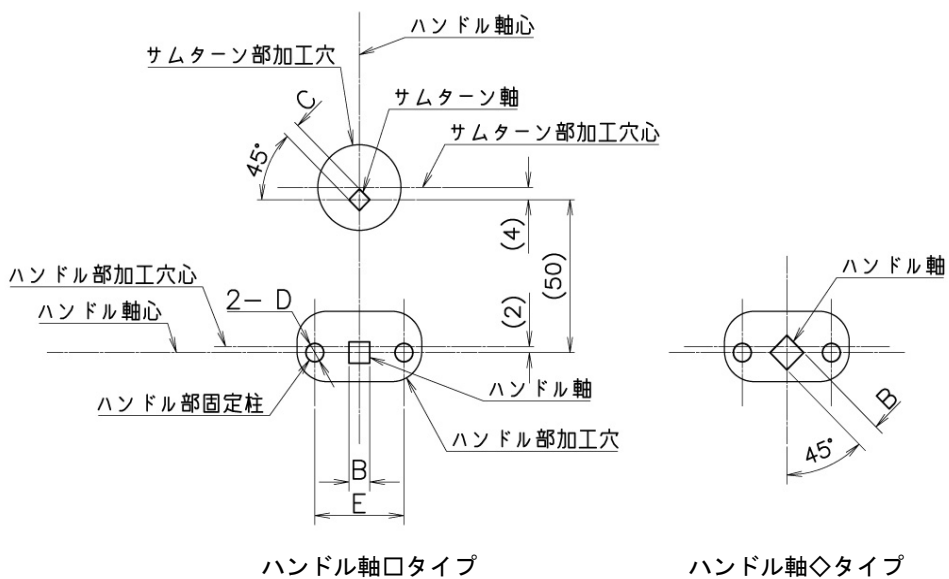 ハンドル軸心
サムターン部加工穴
C
サムターン軸
サムターン部加工穴心
45°
(4)
(50)
ハンドル部加工穴心
ハンドル軸心
2- D
(2)
ハンドル軸
ハンドル部固定柱
ハンドル軸
ハンドル部加工穴
B
E
B
45°
ハンドル軸□タイプ
ハンドル軸◇タイプ